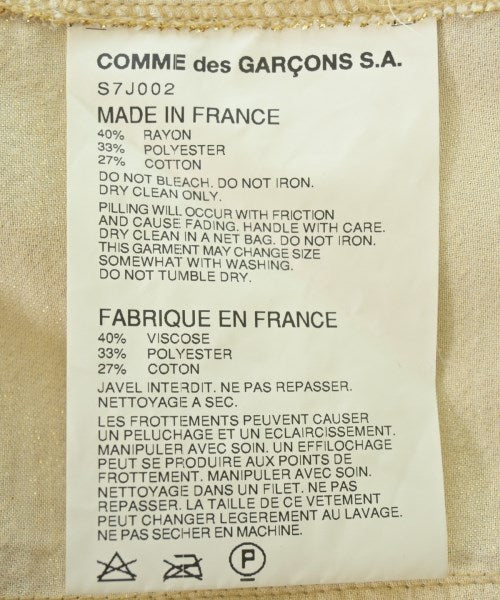 COMME des GARÇONS S.A.
S7J002
MADE IN FRANCE
40% RAYON
33% POLYESTER
27% COTTON
DO NOT BLEACH. DO NOT IRON.
DRY CLEAN ONLY.
PILLING WILL OCCUR WITH FRICTION
AND CAUSE FADING. HANDLE WITH CARE.
DRY CLEAN IN A NET BAG. DO NOT IRON.
THIS GARMENT MAY CHANGE SIZE
SOMEWHAT WITH WASHING.
DO NOT TUMBLE DRY.
FABRIQUE EN FRANCE
40% VISCOSE
33% POLYESTER
27% COTON
JAVEL INTERDIT. NE PAS REPASSER.
NETTOYAGE A SEC.
LES FROTTEMENTS PEUVENT CAUSER
UN PELUCHAGE ET UN ECLAIRCISSEMENT.
MANIPULER AVEC SOIN. UN EFFILOCHAGE
PEUT SE PRODUIRE AUX POINTS DE
FROTTEMENT. MANIPULER AVEC SOIN.
NETTOYAGE DANS UN FILET. NE PAS
REPASSER. LA TAILLE DE CE VETEMENT
PEUT CHANGER LEGEREMENT AU LAVAGE.
NE PAS SECHER EN MACHINE.
P